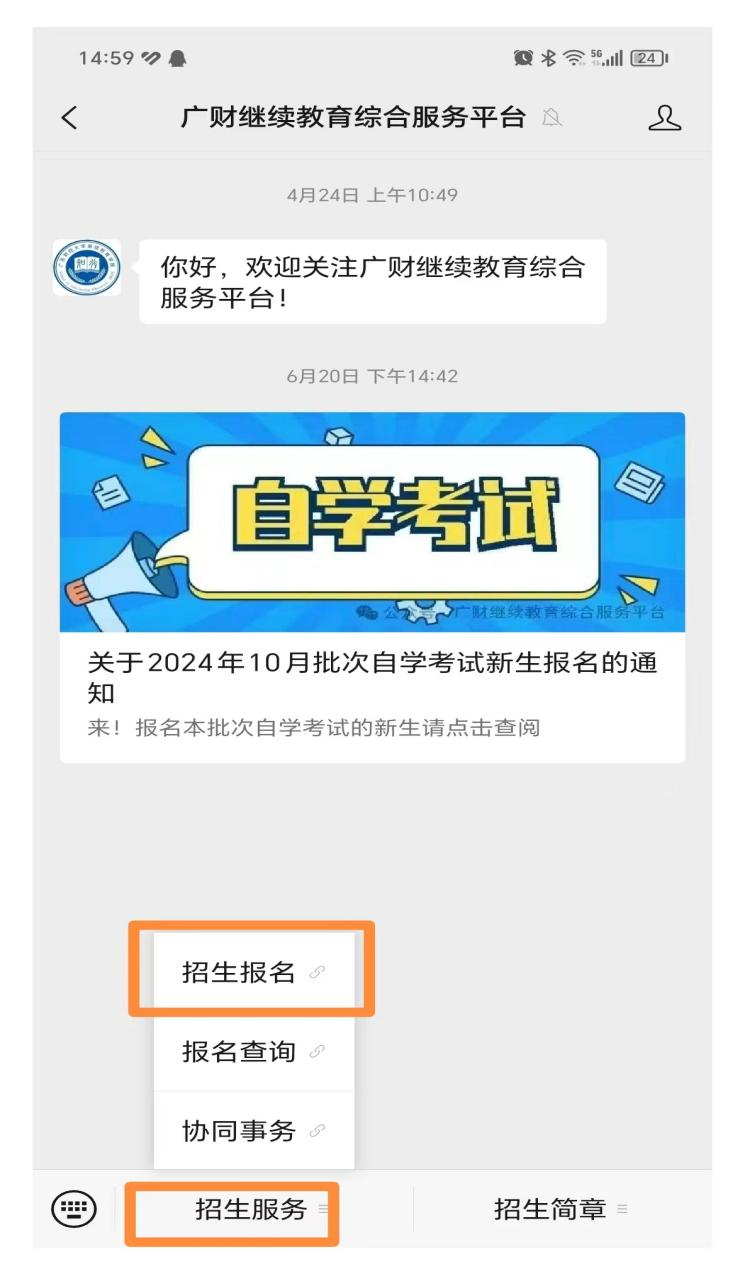 14:59
5G
24
广财继续教育综合服务平台
4月24日 上午10:49
你好，欢迎关注广财继续教育综合
服务平台！
6月20日 下午14:42
自学考试
公众号 广财继续教育综合服务平台
关于2024年10月批次自学考试新生报名的通
知
来！报名本批次自学考试的新生请点击查阅
招生报名
报名查询
协同事务
招生服务
招生简章